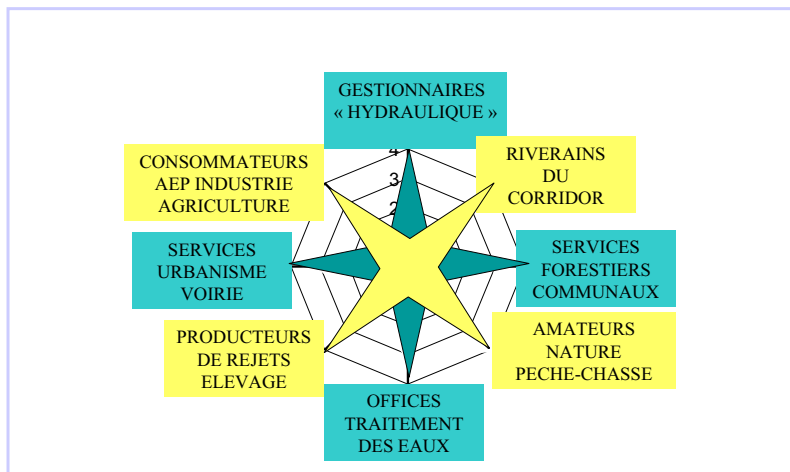 GESTIONNAIRES
« HYDRAULIQUE »
CONSOMMATEURS
AEP INDUSTRIE
AGRICULTURE
RIVERAINS
DU
CORRIDOR
4
3
2
SERVICES
URBANISME
VOIRIE
SERVICES
FORESTIERS
COMMUNAUX
PRODUCTEURS
DE REJETS
ELEVAGE
AMATEURS
NATURE
PECHE-CHASSE
OFFICES
TRAITEMENT
DES EAUX